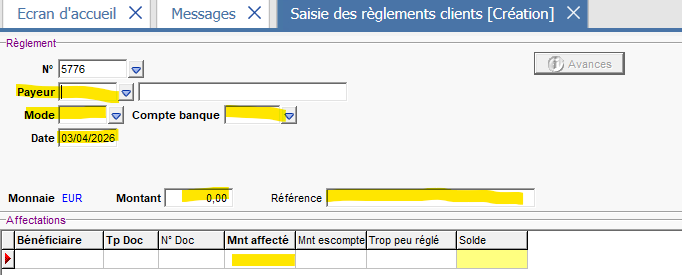 Ecran d'accueil Messages Saisie des règlements clients [Création]
Règlement
N° 5776 Avances
Payeur
Mode Compte banque
Date 03/04/2026
Monnaie EUR Montant 0,00 Référence
Affectations
Bénéficiaire Tp Doc N° Doc Mnt affecté Mnt escompte Trop peu réglé Solde